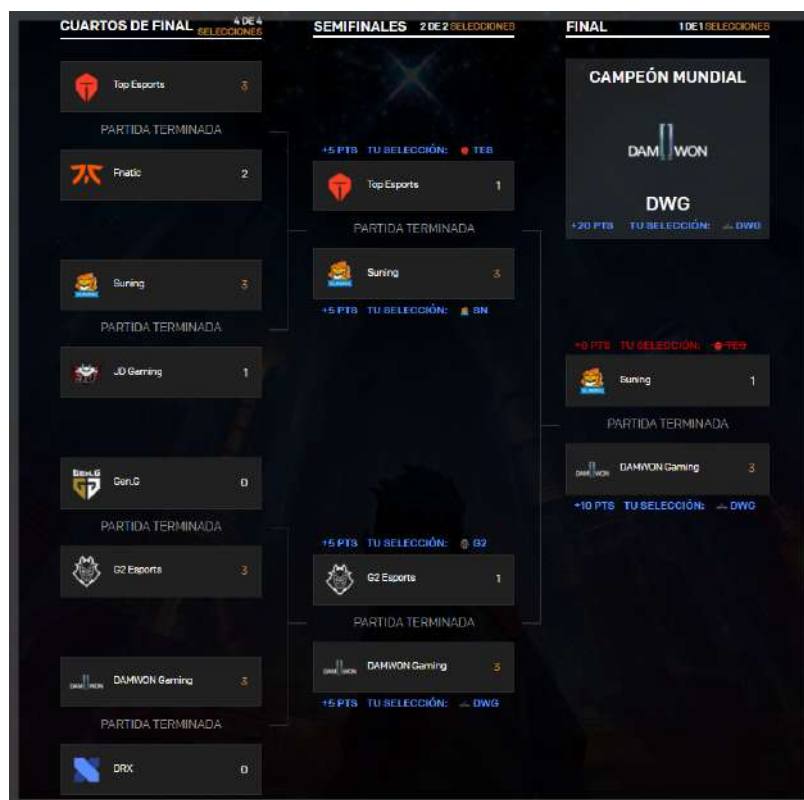 CUARTOS DE FINAL 4 DE 4 SELECCIONES
Top Esports 3
PARTIDA TERMINADA
Fnatic 2
Suning 3
PARTIDA TERMINADA
JD Gaming 1
Gen.G 0
PARTIDA TERMINADA
G2 Esports 3
DAMWON Gaming 3
PARTIDA TERMINADA
DRX 0
SEMIFINALES 2 DE 2 SELECCIONES
+5 PTS TU SELECCIÓN: TES
Top Esports 1
PARTIDA TERMINADA
Suning 3
+5 PTS TU SELECCIÓN: SN
+5 PTS TU SELECCIÓN: G2
G2 Esports 1
PARTIDA TERMINADA
DAMWON Gaming 3
+5 PTS TU SELECCIÓN: DWG
FINAL 1 DE 1 SELECCIONES
CAMPEÓN MUNDIAL
DAMWON
DWG
+20 PTS TU SELECCIÓN: DWG
+0 PTS TU SELECCIÓN: TES
Suning 1
PARTIDA TERMINADA
DAMWON Gaming 3
+10 PTS TU SELECCIÓN: DWG